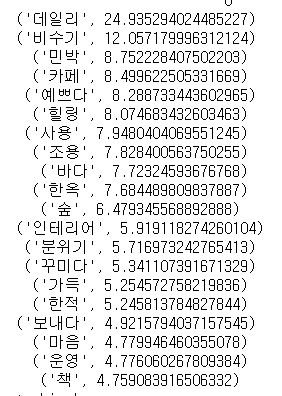 ('데일리', 24.935294024485227)
('비수기', 12.057179996312124)
('민박', 8.752228407502203)
('카페', 8.499622505331669)
('예쁘다', 8.288733443602965)
('힐링', 8.074683432603463)
('사용', 7.9480404069551245)
('조용', 7.828400563750255)
('바다', 7.72324593676768)
('한옥', 7.684489809837887)
('숲', 6.479345568892888)
('인테리어', 5.919118274260104)
('분위기', 5.716973242765413)
('꾸미다', 5.341107391671329)
('가득', 5.254572758219836)
('한적', 5.245813784827844)
('보내다', 4.9215794037157545)
('마음', 4.779946460355078)
('운영', 4.776060267809384)
('책', 4.759083916506332)